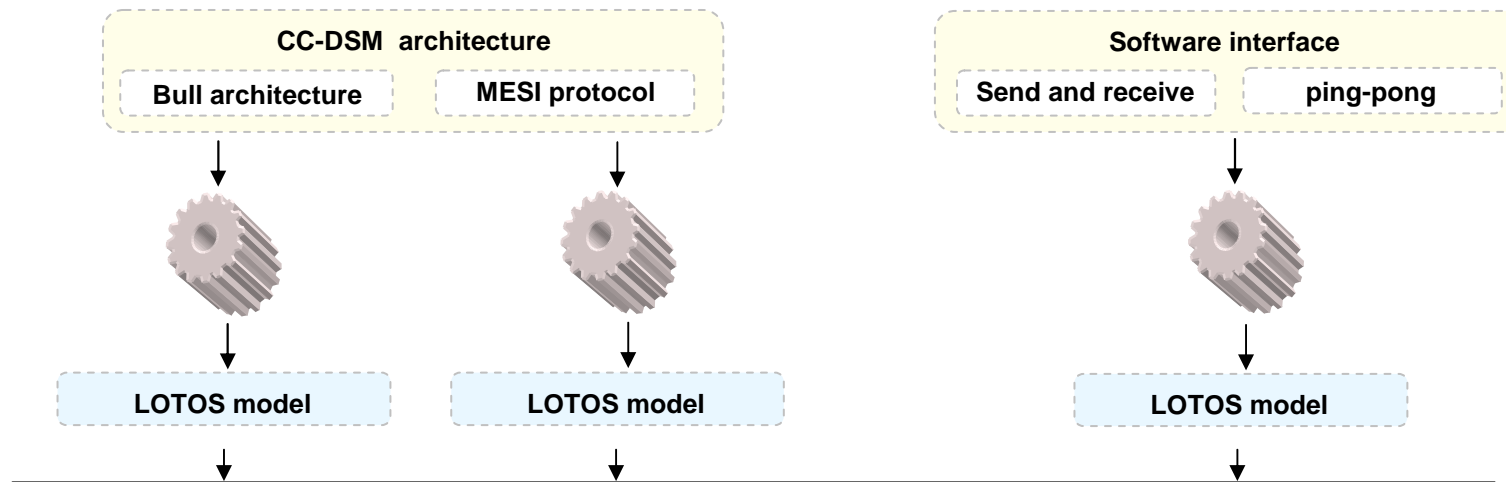 CC-DSM architecture
Bull architecture
MESI protocol
Software interface
Send and receive
ping-pong
LOTOS model
LOTOS model
LOTOS model